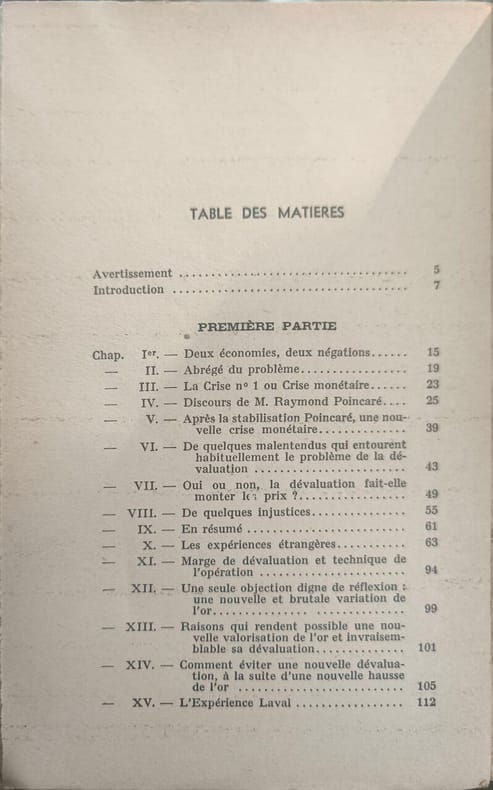 TABLE DES MATIERES
Avertissement .................................... 5
Introduction .................................... 7
PREMIÈRE PARTIE
Chap. Ier. — Deux économies, deux négations...... 15
— II. — Abrégé du problème................. 19
— III. — La Crise nº 1 ou Crise monétaire...... 23
— IV. — Discours de M. Raymond Poincaré.... 25
— V. — Après la stabilisation Poincaré, une nou-
velle crise monétaire.............. 39
— VI. — De quelques malentendus qui entourent
habituellement le problème de la dé-
valuation ........................ 43
— VII. — Oui ou non, la dévaluation fait-elle
monter les prix ?................. 49
— VIII. — De quelques injustices............... 55
— IX. — En résumé ......................... 61
— X. — Les expériences étrangères........... 63
— XI. — Marge de dévaluation et technique de
l'opération ....................... 94
— XII. — Une seule objection digne de réflexion :
une nouvelle et brutale variation de
l'or............................... 99
— XIII. — Raisons qui rendent possible une nou-
velle valorisation de l'or et invraisem-
blable sa dévaluation.............. 101
— XIV. — Comment éviter une nouvelle dévalua-
tion, à la suite d'une nouvelle hausse
de l'or .......................... 105
— XV. — L'Expérience Laval ................. 112